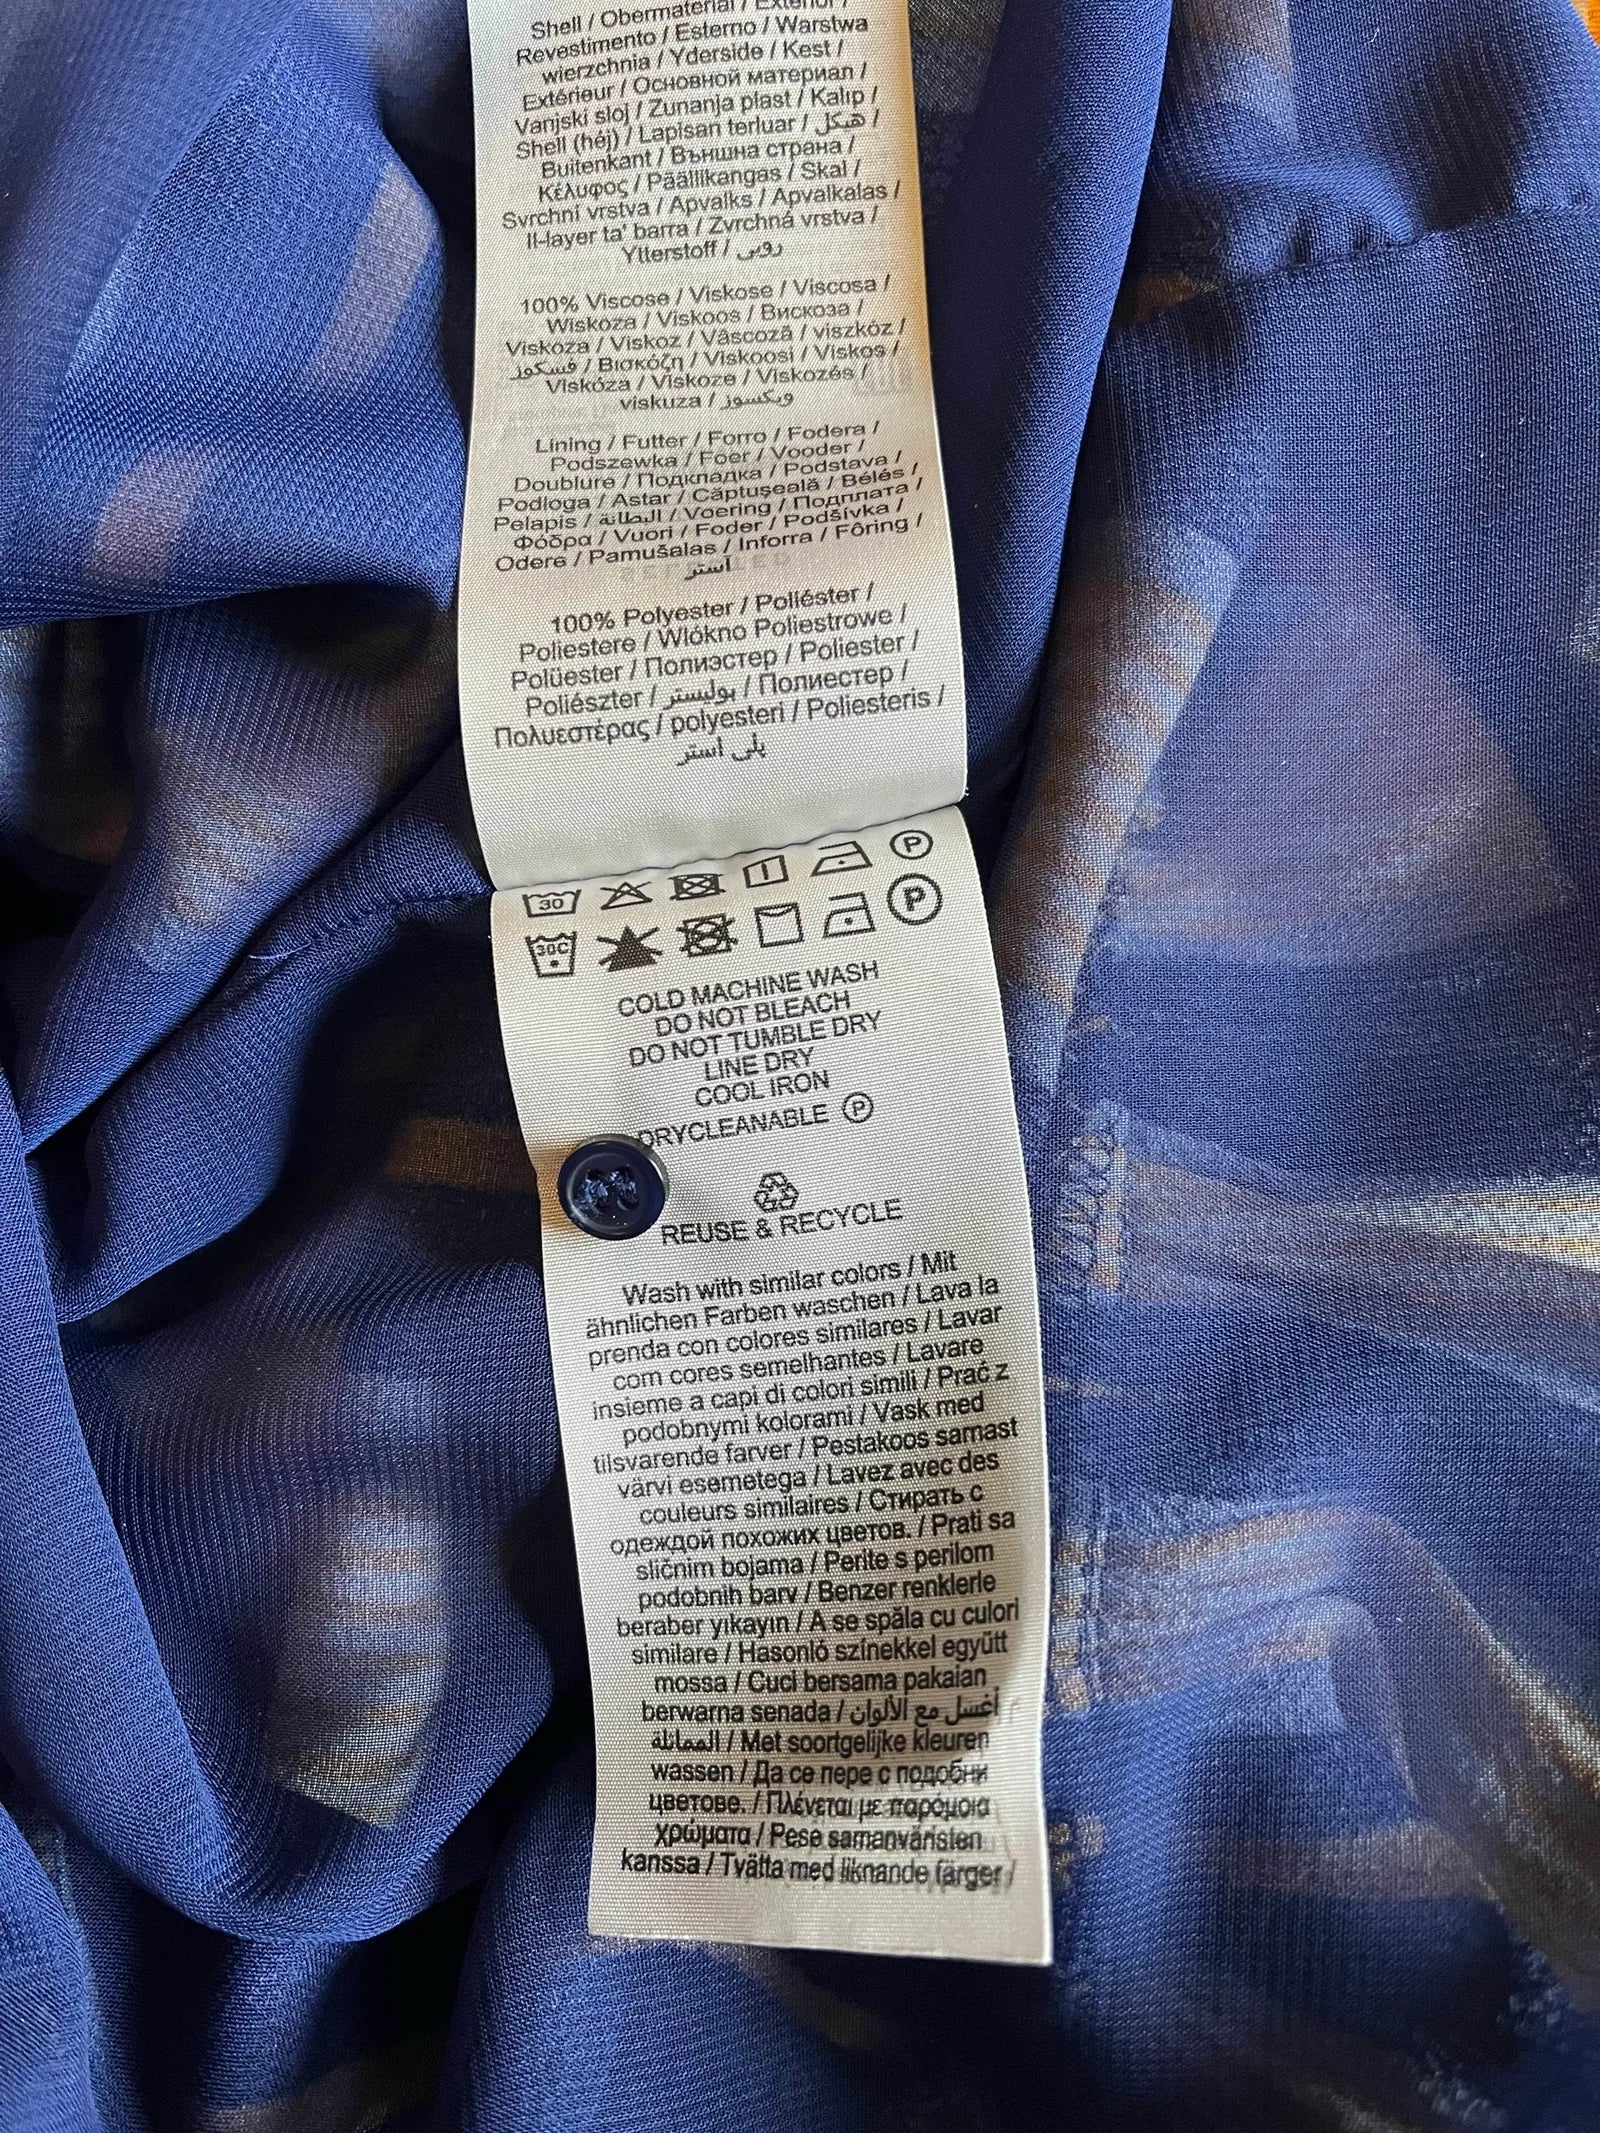 Shell / Obermaterial / Exterior /
Revestimento / Esterno / Warstwa
wierzchnia / Yderside / Kest /
Extérieur / Основной материал /
Vanjski sloj / Zunanja plast / Kalıp /
Shell (héj) / Lapisan terluar / هيكل /
Buitenkant / Външна страна /
Κέλυφος / Päällikangas / Skal /
Svrchní vrstva / Apvalks / Apvalkalas /
Il-layer ta' barra / Zvrchná vrstva /
Ytterstoff / رویی
100% Viscose / Viskose / Viscosa /
Wiskoza / Viskoos / Вискоза /
Viskoza / Viskoz / Vâscoză / viszkóz /
فسكوز / Βισκόζη / Viskoosi / Viskos /
Viskóza / Viskoze / Viskozés /
viskuza / ویکسوز
Lining / Futter / Forro / Fodera /
Podszewka / Foer / Vooder /
Doublure / Подкладка / Podstava /
Podloga / Astar / Căptuşeală / Bélés /
Pelapis / البطانة / Voering / Подплата /
Φόδρα / Vuori / Foder / Podšívka /
Odere / Pamušalas / Inforra / Fôring /
آستر
100% Polyester / Poliéster /
Poliestere / Wlókno Poliestrowe /
Polüester / Полиэстер / Poliester /
Poliészter / بوليستر / Полиестер /
Πολυεστέρας / polyesteri / Poliesteris /
پلی استر
30 P
30C P
COLD MACHINE WASH
DO NOT BLEACH
DO NOT TUMBLE DRY
LINE DRY
COOL IRON
DRYCLEANABLE P
REUSE & RECYCLE
Wash with similar colors / Mit
ähnlichen Farben waschen / Lava la
prenda con colores similares / Lavar
com cores semelhantes / Lavare
insieme a capi di colori simili / Prać z
podobnymi kolorami / Vask med
tilsvarende farver / Pestakoos samast
värvi esemetega / Lavez avec des
couleurs similaires / Стирать с
одеждой похожих цветов. / Prati sa
sličnim bojama / Perite s perilom
podobnih barv / Benzer renklerle
beraber yıkayın / A se spăla cu culori
similare / Hasonló színekkel együtt
mossa / Cuci bersama pakaian
berwarna senada / أغسل مع الألوان
المماثلة / Met soortgelijke kleuren
wassen / Да се пере с подобни
цветове. / Πλένεται με παρόμοια
χρώματα / Pese samanväristen
kanssa / Tvätta med liknande färger /